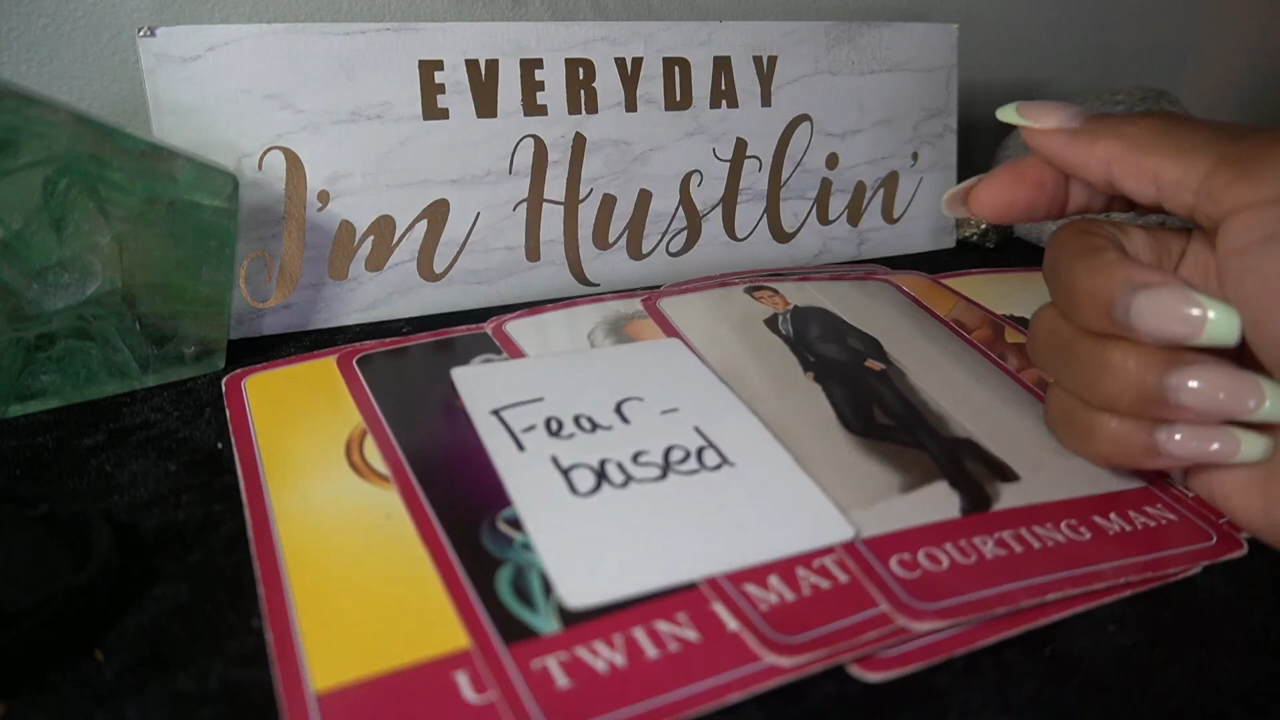 EVERYDAY
I'm Hustlin'
Fear-
based
COURTING MAN
MAT
TWIN